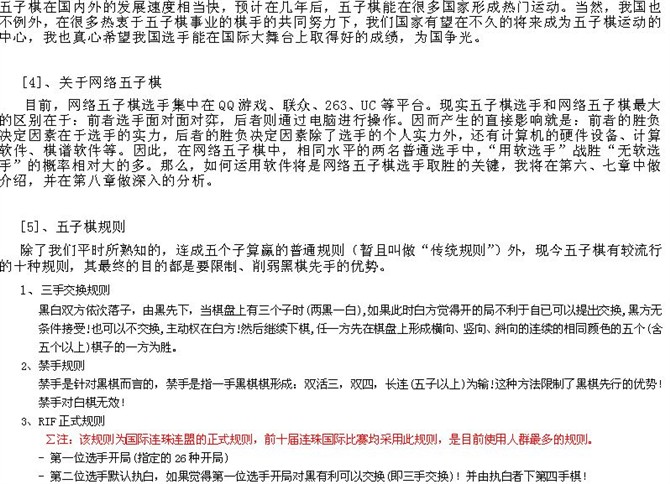 五子棋在国内外的发展速度相当快，预计在几年后，五子棋能在很多国家形成热门运动。当然，我国也
不例外，在很多热衷于五子棋事业的棋手的共同努力下，我们国家有望在不久的将来成为五子棋运动的
中心，我也真心希望我国选手能在国际大舞台上取得好的成绩，为国争光。
[4]、关于网络五子棋
目前，网络五子棋选手集中在QQ游戏、联众、263、UC等平台。现实五子棋选手和网络五子棋最大
的区别在于：前者选手面对面对弈，后者则通过电脑进行操作。因而产生的直接影响就是：前者的胜负
决定因素在于选手的实力，后者的胜负决定因素除了选手的个人实力外，还有计算机的硬件设备、计算
软件、棋谱软件等。因此，在网络五子棋中，相同水平的两名普通选手中，“用软选手”战胜“无软选
手”的概率相对大的多。那么，如何运用软件将是网络五子棋选手取胜的关键，我将在第六、七章中做
介绍，并在第八章做深入的分析。
[5]、五子棋规则
除了我们平时所熟知的，连成五个子算赢的普通规则（暂且叫做“传统规则”）外，现今五子棋有较流行
的十种规则，其最终的目的都是要限制、削弱黑棋先手的优势。
1、三手交换规则
黑白双方依次落子，由黑先下，当棋盘上有三个子时(两黑一白),如果此时白方觉得开的局不利于自已可以提出交换,黑方无
条件接受!也可以不交换,主动权在白方!然后继续下棋,任一方先在棋盘上形成横向、竖向、斜向的连续的相同颜色的五个(含
五个以上)棋子的一方为胜。
2、禁手规则
禁手是针对黑棋而言的，禁手是指一手黑棋棋形成：双活三，双四，长连(五子以上)为输!这种方法限制了黑棋先行的优势!
禁手对白棋无效!
3、RIF正式规则
∑注：该规则为国际连珠连盟的正式规则，前十届连珠国际比赛均采用此规则，是目前使用人群最多的规则。
- 第一位选手开局(指定的26种开局)
- 第二位选手默认执白，如果觉得第一位选手开局对黑有利可以交换(即三手交换)！并由执白者下第四手棋!